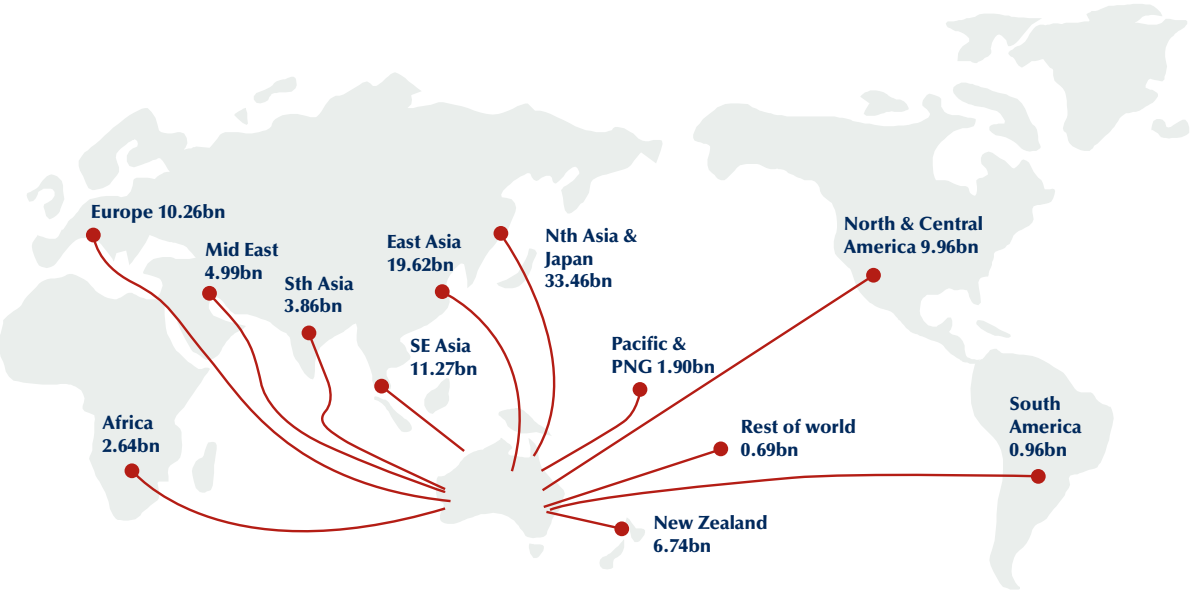 Europe 10.26bn
Mid East
4.99bn
Sth Asia
3.86bn
East Asia
19.62bn
Nth Asia &
Japan
33.46bn
North & Central
America 9.96bn
SE Asia
11.27bn
Pacific &
PNG 1.90bn
Africa
2.64bn
Rest of world
0.69bn
South
America
0.96bn
New Zealand
6.74bn